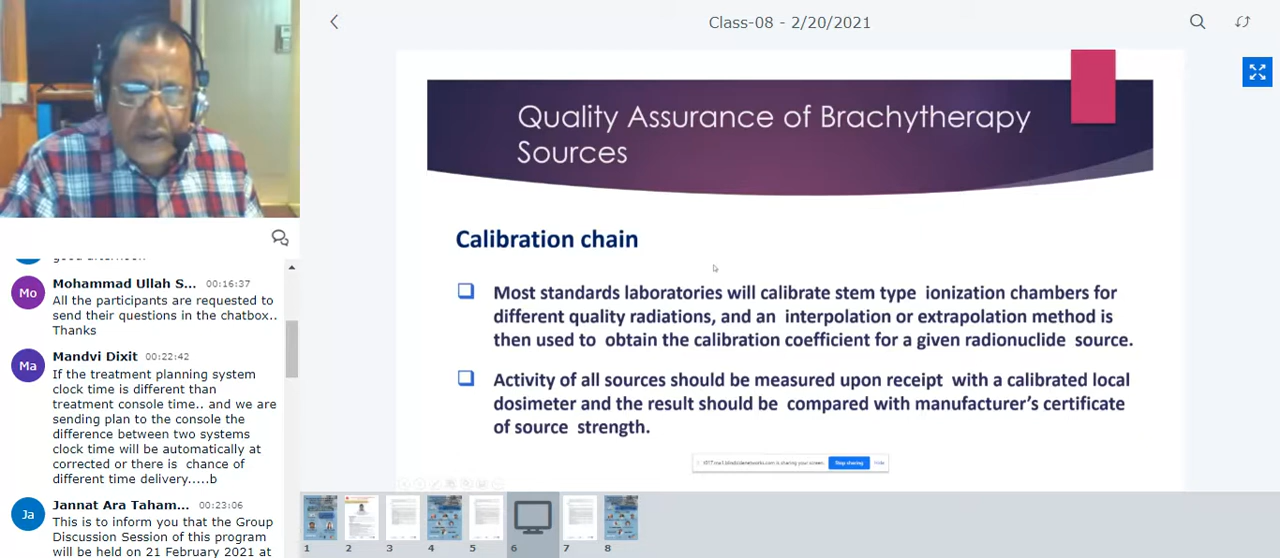 Class-08 - 2/20/2021
Quality Assurance of Brachytherapy
Sources
Calibration chain
Most standards laboratories will calibrate stem type ionization chambers for
different quality radiations, and an interpolation or extrapolation method is
then used to obtain the calibration coefficient for a given radionuclide source.
Activity of all sources should be measured upon receipt with a calibrated local
dosimeter and the result should be compared with manufacturer's certificate
of source strength.
is sharing your screen.
Stop sharing
Hide
good afternoon
Mo
Mohammad Ullah S... 00:16:37
All the participants are requested to
send their questions in the chatbox..
Thanks
Ma
Mandvi Dixit 00:22:42
If the treatment planning system
clock time is different than
treatment console time.. and we are
sending plan to the console the
difference between two systems
clock time will be automatically at
corrected or there is chance of
different time delivery.....b
Ja
Jannat Ara Taham... 00:23:06
This is to inform you that the Group
Discussion Session of this program
will be held on 21 February 2021 at
1 2 3 4 5 6 7 8